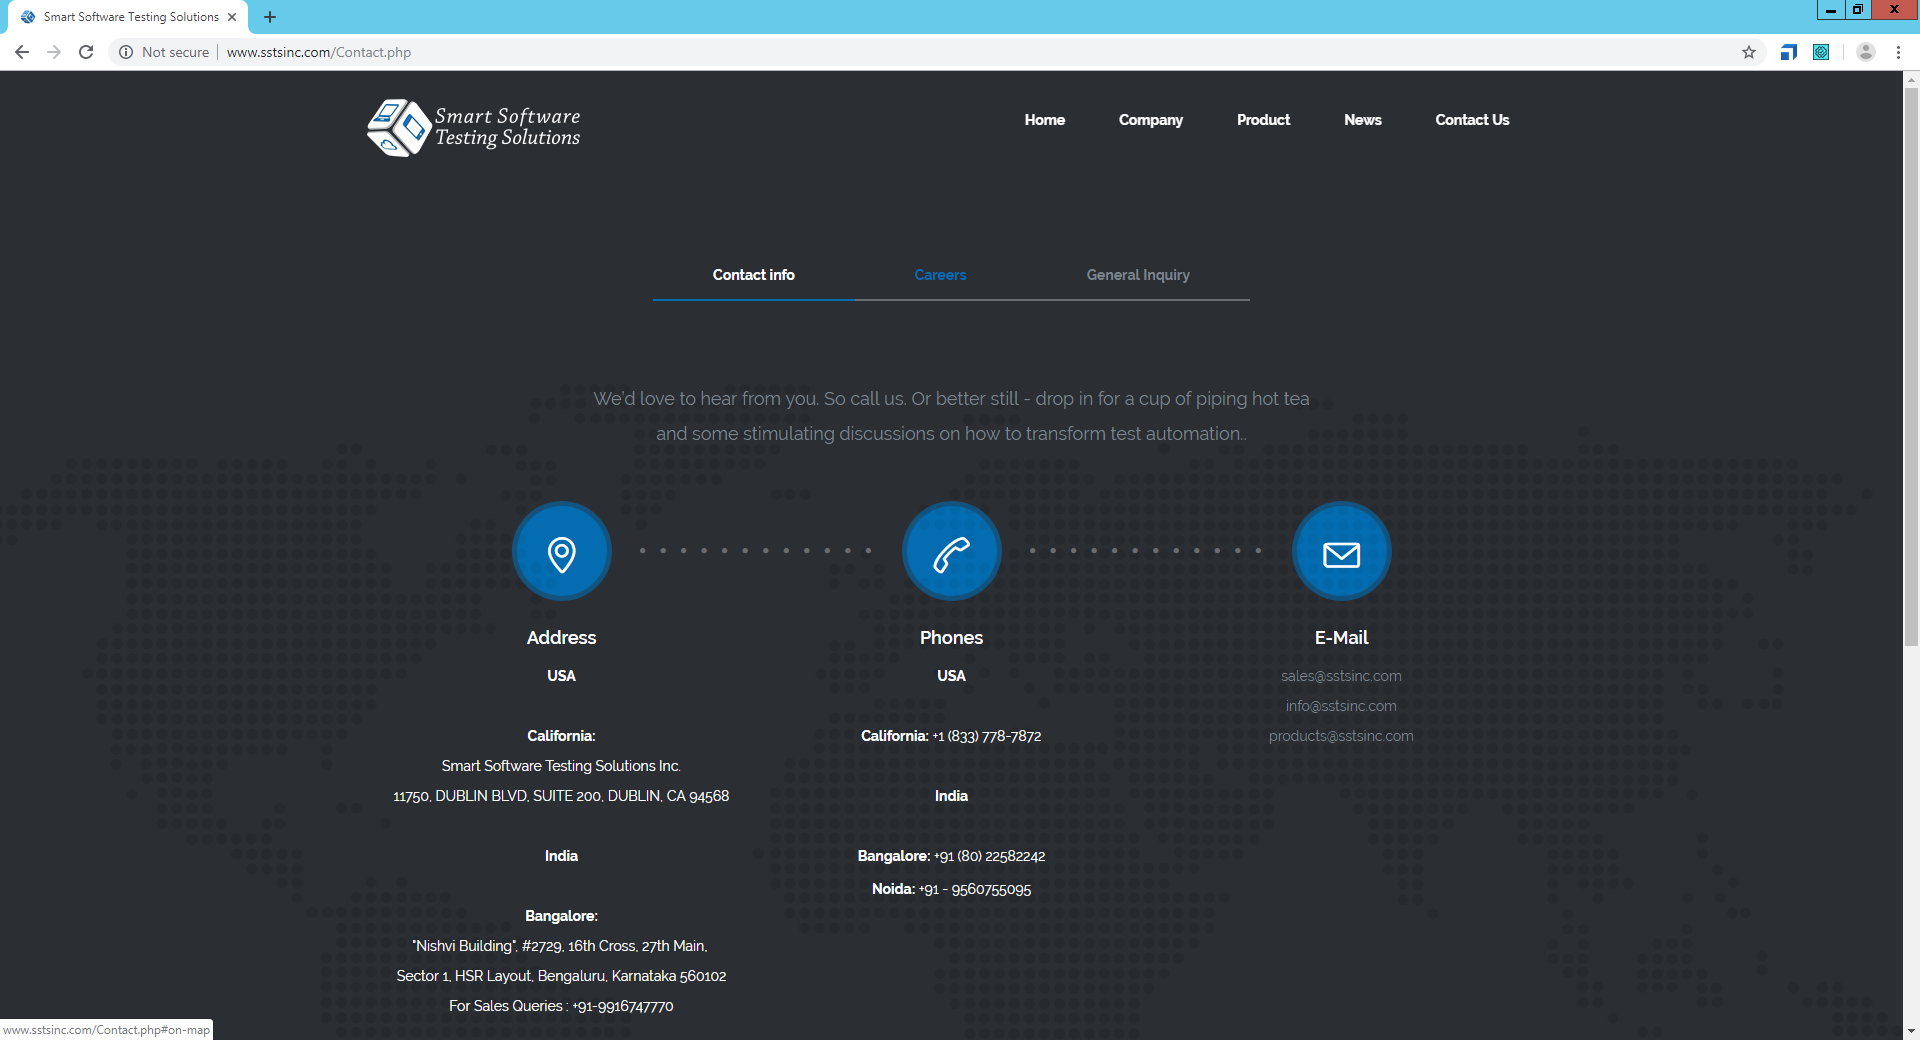 Smart Software Testing Solutions
Not secure
www.sstsinc.com/Contact.php
Smart Software
Testing Solutions
Home
Company
Product
News
Contact Us
Contact info
Careers
General Inquiry
We'd love to hear from you. So call us. Or better still - drop in for a cup of piping hot tea
and some stimulating discussions on how to transform test automation..
Address
USA
California:
Smart Software Testing Solutions Inc.
11750, DUBLIN BLVD, SUITE 200, DUBLIN, CA 94568
India
Bangalore:
"Nishvi Building", #2729, 16th Cross, 27th Main,
Sector 1, HSR Layout, Bengaluru, Karnataka 560102
For Sales Queries : +91-9916747770
Phones
USA
California: +1 (833) 778-7872
India
Bangalore: +91 (80) 22582242
Noida: +91 - 9560755095
E-Mail
sales@sstsinc.com
info@sstsinc.com
products@sstsinc.com
www.sstsinc.com/Contact.php#on-map